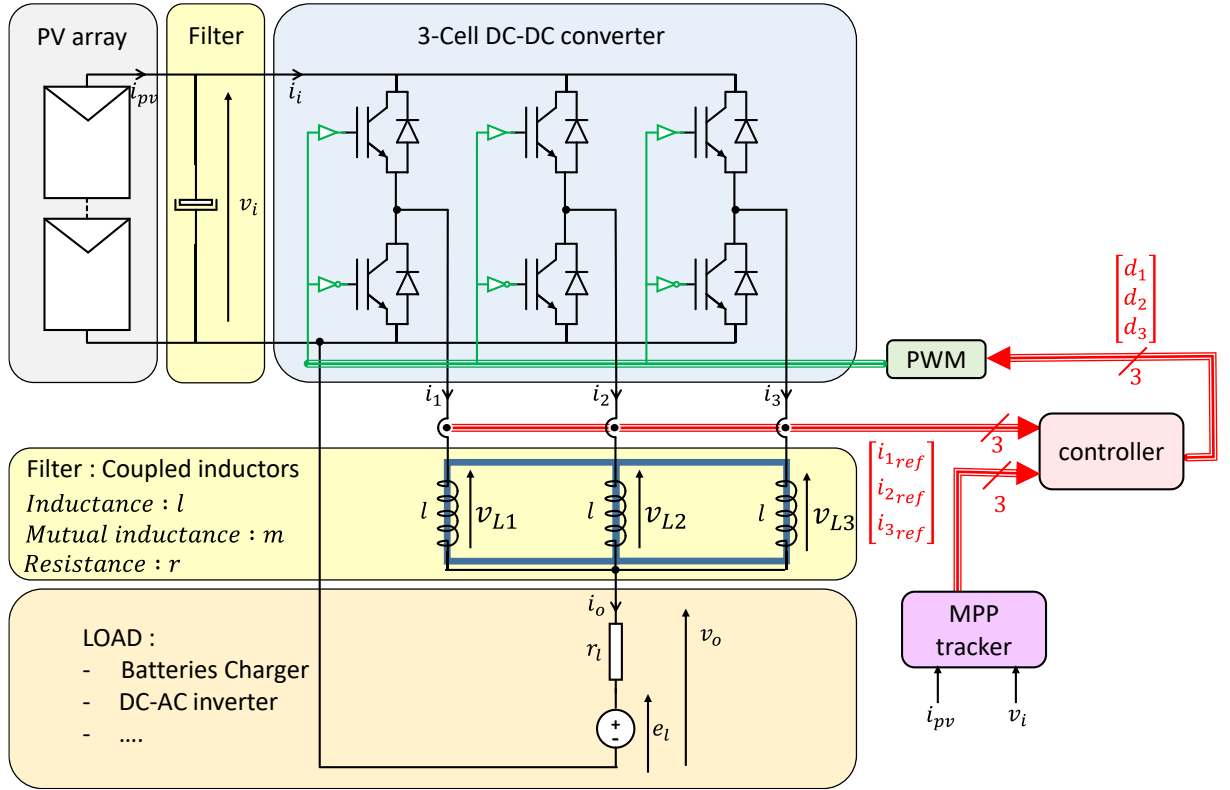 PV array
Filter
3-Cell DC-DC converter
i_pv
i_i
v_i
d_1
d_2
d_3
PWM
3
i_1
i_2
i_3
3
controller
Filter : Coupled inductors
Inductance : l
Mutual inductance : m
Resistance : r
l
v_L1
l
v_L2
l
v_L3
i_1ref
i_2ref
i_3ref
3
LOAD :
- Batteries Charger
- DC-AC inverter
- ....
i_o
r_l
v_o
+
-
e_l
MPP
tracker
i_pv
v_i